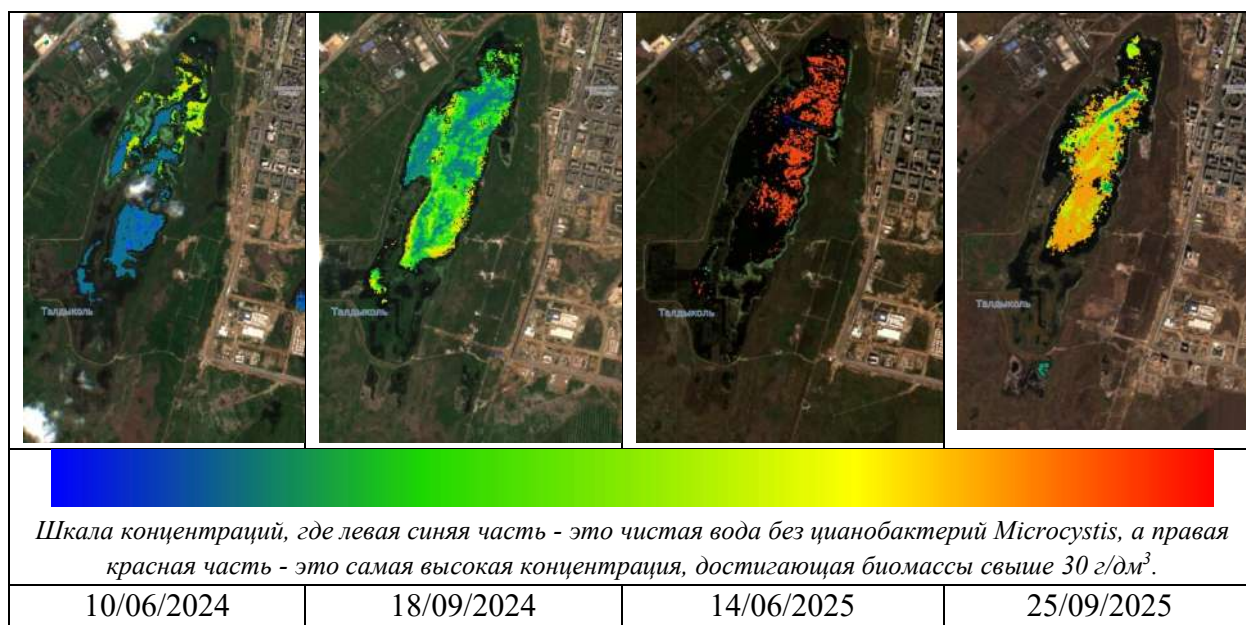 Талдыколь
Талдыколь
Талдыколь
Шкала концентраций, где левая синяя часть - это чистая вода без цианобактерий Microcystis, а правая
красная часть - это самая высокая концентрация, достигающая биомассы свыше 30 г/дм³.
10/06/2024 18/09/2024 14/06/2025 25/09/2025